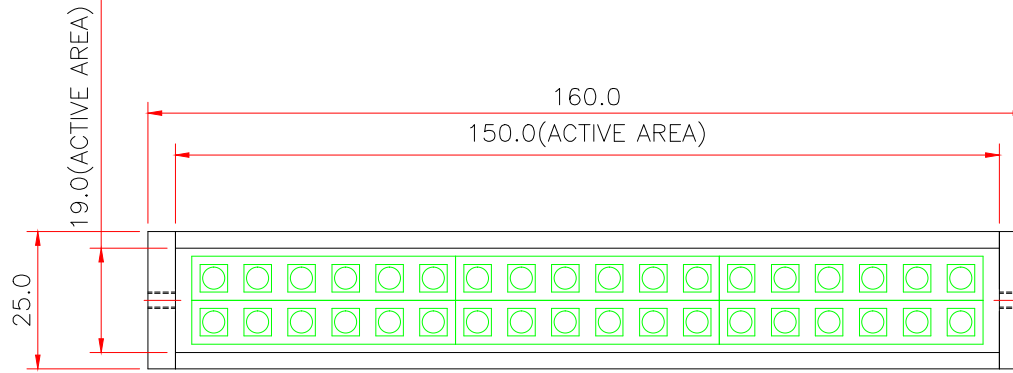 160.0
150.0(ACTIVE AREA)
19.0(ACTIVE AREA)
25.0